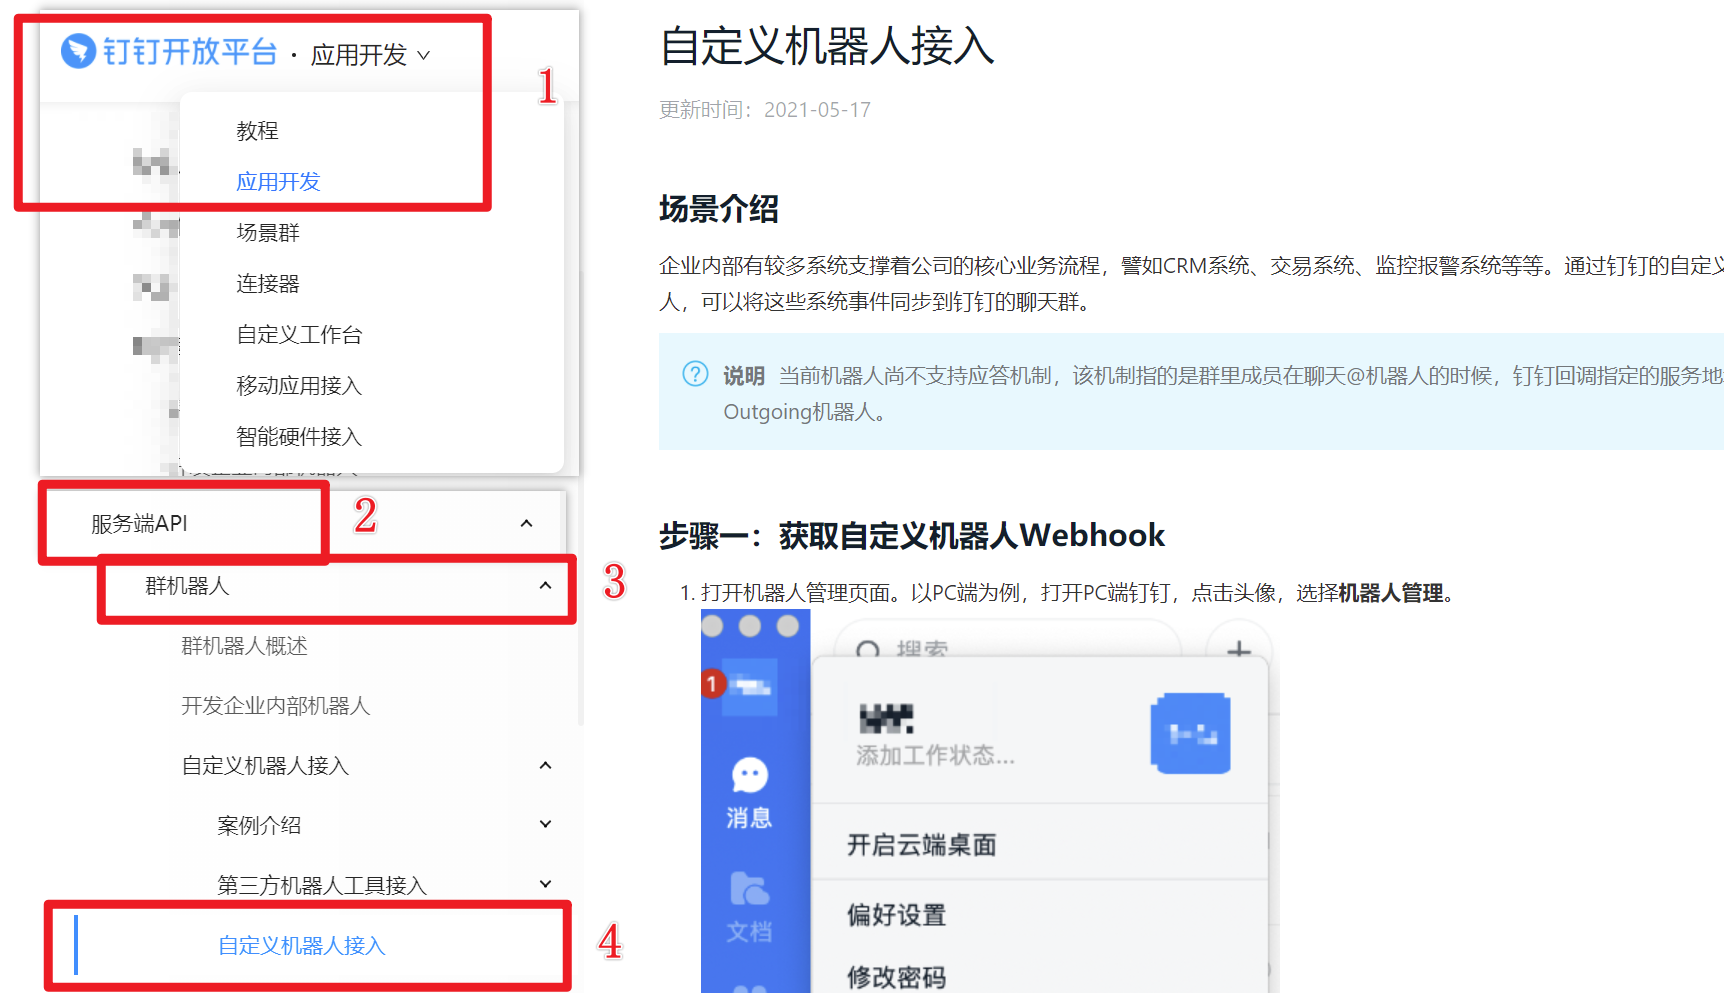 钉钉开放平台 · 应用开发
1
教程
应用开发
场景群
连接器
自定义工作台
移动应用接入
智能硬件接入
服务端API
2
群机器人
3
群机器人概述
开发企业内部机器人
自定义机器人接入
案例介绍
第三方机器人工具接入
自定义机器人接入
4
自定义机器人接入
更新时间：2021-05-17
场景介绍
企业内部有较多系统支撑着公司的核心业务流程，譬如CRM系统、交易系统、监控报警系统等等。通过钉钉的自定义
人，可以将这些系统事件同步到钉钉的聊天群。
说明 当前机器人尚不支持应答机制，该机制指的是群里成员在聊天@机器人的时候，钉钉回调指定的服务地
Outgoing机器人。
步骤一：获取自定义机器人Webhook
1. 打开机器人管理页面。以PC端为例，打开PC端钉钉，点击头像，选择机器人管理。
搜索
1
添加工作状态...
消息
开启云端桌面
文档
偏好设置
修改密码